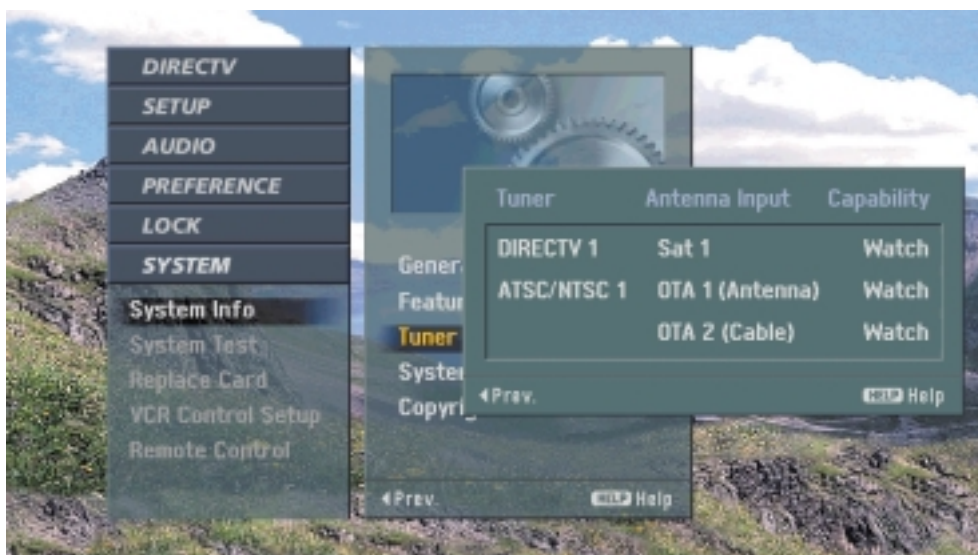 DIRECTV
SETUP
AUDIO
PREFERENCE
LOCK
SYSTEM
System Info
System Test
Replace Card
VCR Control Setup
Remote Control
Tuner
◀Prev. HELP Help
Tuner Antenna Input Capability
DIRECTV 1 Sat 1 Watch
ATSC/NTSC 1 OTA 1 (Antenna) Watch
OTA 2 (Cable) Watch
◀Prev. HELP Help